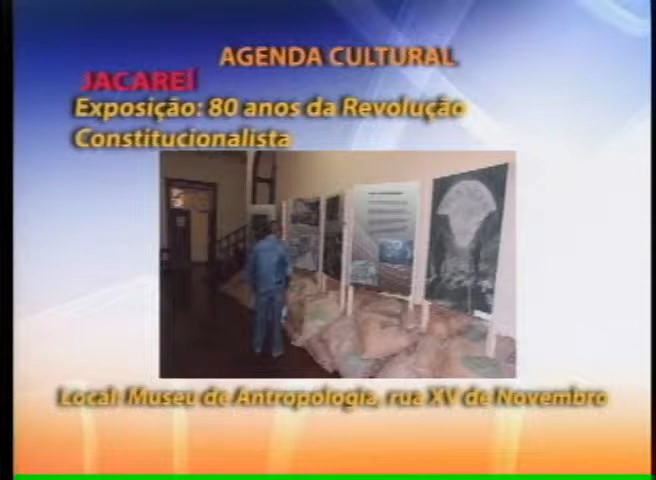 AGENDA CULTURAL
JACAREÍ
Exposição: 80 anos da Revolução
Constitucionalista
Local: Museu de Antropologia, rua XV de Novembro